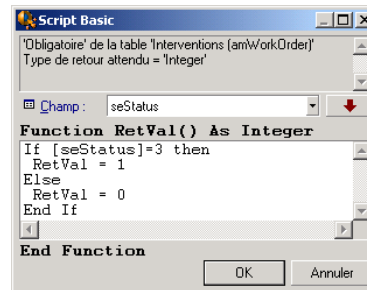 Script Basic
'Obligatoire' de la table 'Interventions (amWorkOrder)'
Type de retour attendu = 'Integer'
Champ : seStatus
Function RetVal() As Integer
If [seStatus]=3 then
RetVal = 1
Else
RetVal = 0
End If
End Function
OK Annuler